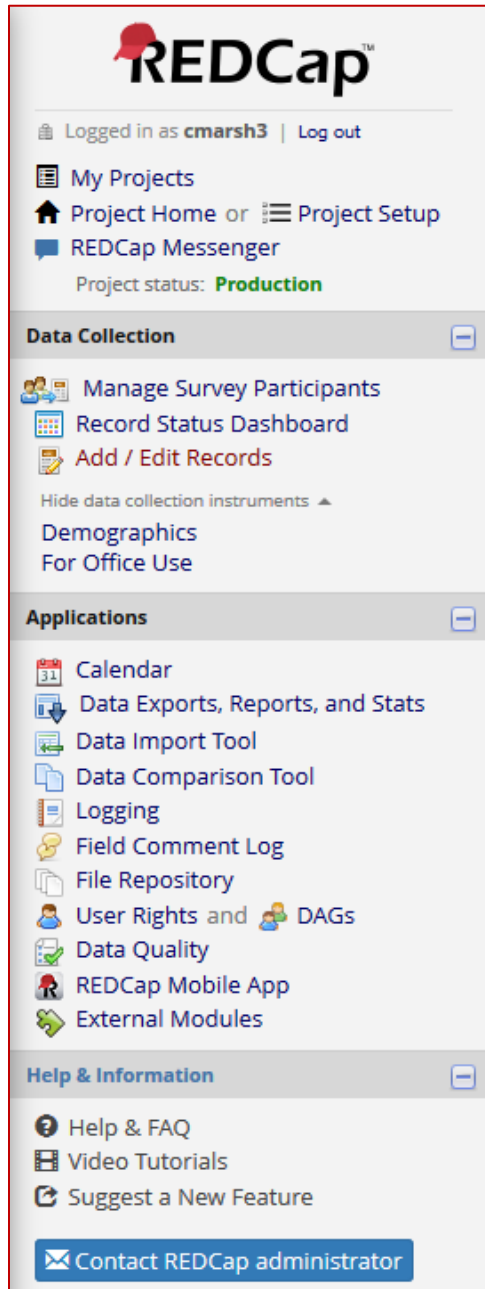 REDCap™
Logged in as cmarsh3 | Log out
My Projects
Project Home or Project Setup
REDCap Messenger
Project status: Production
Data Collection
Manage Survey Participants
Record Status Dashboard
Add / Edit Records
Hide data collection instruments
Demographics
For Office Use
Applications
31 Calendar
Data Exports, Reports, and Stats
Data Import Tool
Data Comparison Tool
Logging
Field Comment Log
File Repository
User Rights and DAGs
Data Quality
R REDCap Mobile App
External Modules
Help & Information
? Help & FAQ
Video Tutorials
Suggest a New Feature
Contact REDCap administrator